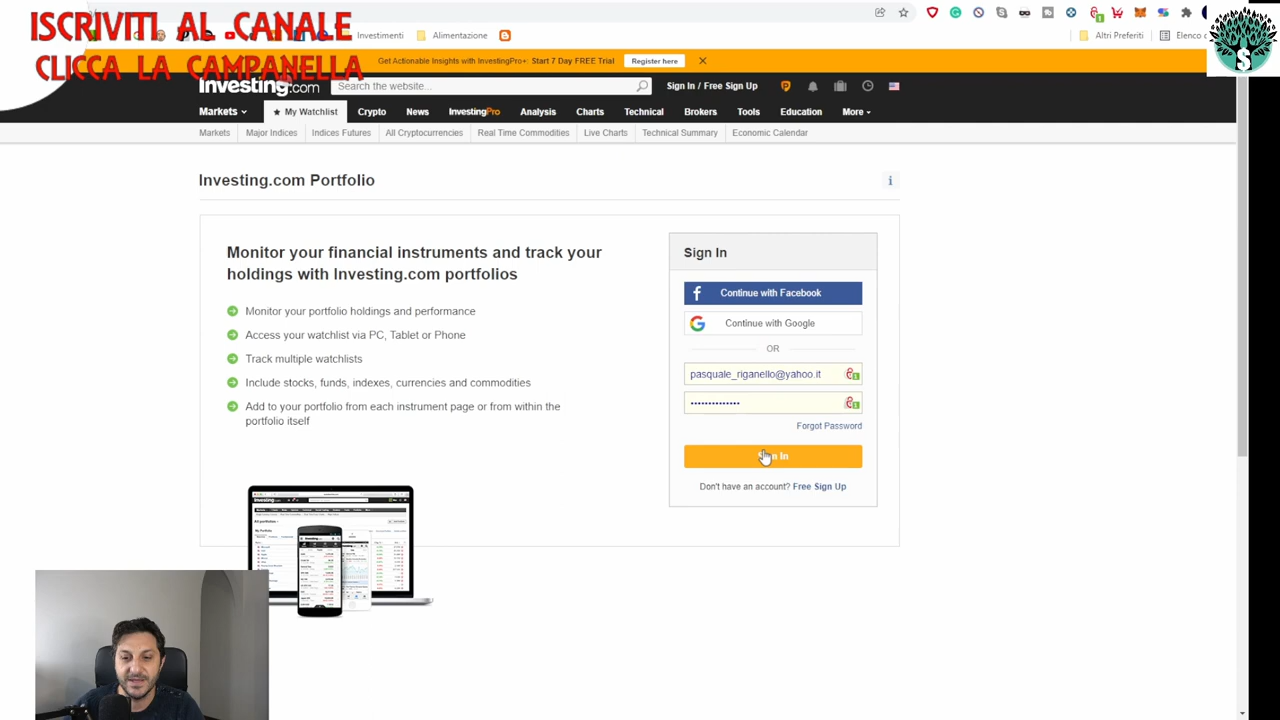 ISCRIVITI AL CANALE
CLICCA LA CAMPANELLA
Investimenti
Alimentazione
Altri Preferiti
Elenco
Get Actionable Insights with InvestingPro+: Start 7 Day FREE Trial
Register here
Investing.com
Search the website...
Sign In / Free Sign Up
Markets
My Watchlist
Crypto
News
InvestingPro
Analysis
Charts
Technical
Brokers
Tools
Education
More
Markets
Major Indices
Indices Futures
All Cryptocurrencies
Real Time Commodities
Live Charts
Technical Summary
Economic Calendar
Investing.com Portfolio
Monitor your financial instruments and track your
holdings with Investing.com portfolios
Monitor your portfolio holdings and performance
Access your watchlist via PC, Tablet or Phone
Track multiple watchlists
Include stocks, funds, indexes, currencies and commodities
Add to your portfolio from each instrument page or from within the
portfolio itself
Sign In
Continue with Facebook
Continue with Google
OR
pasquale_riganello@yahoo.it
••••••••••••••
Forgot Password
Sign In
Don't have an account? Free Sign Up